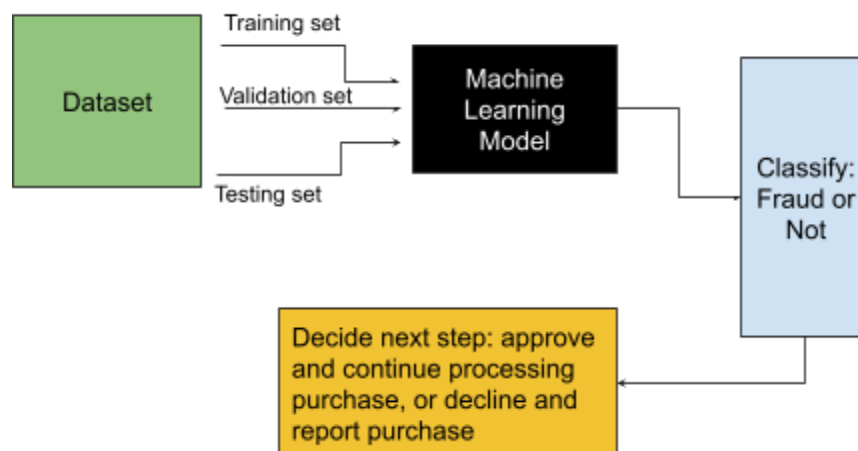 Dataset
Training set
Validation set
Testing set
Machine
Learning
Model
Classify:
Fraud or
Not
Decide next step: approve
and continue processing
purchase, or decline and
report purchase